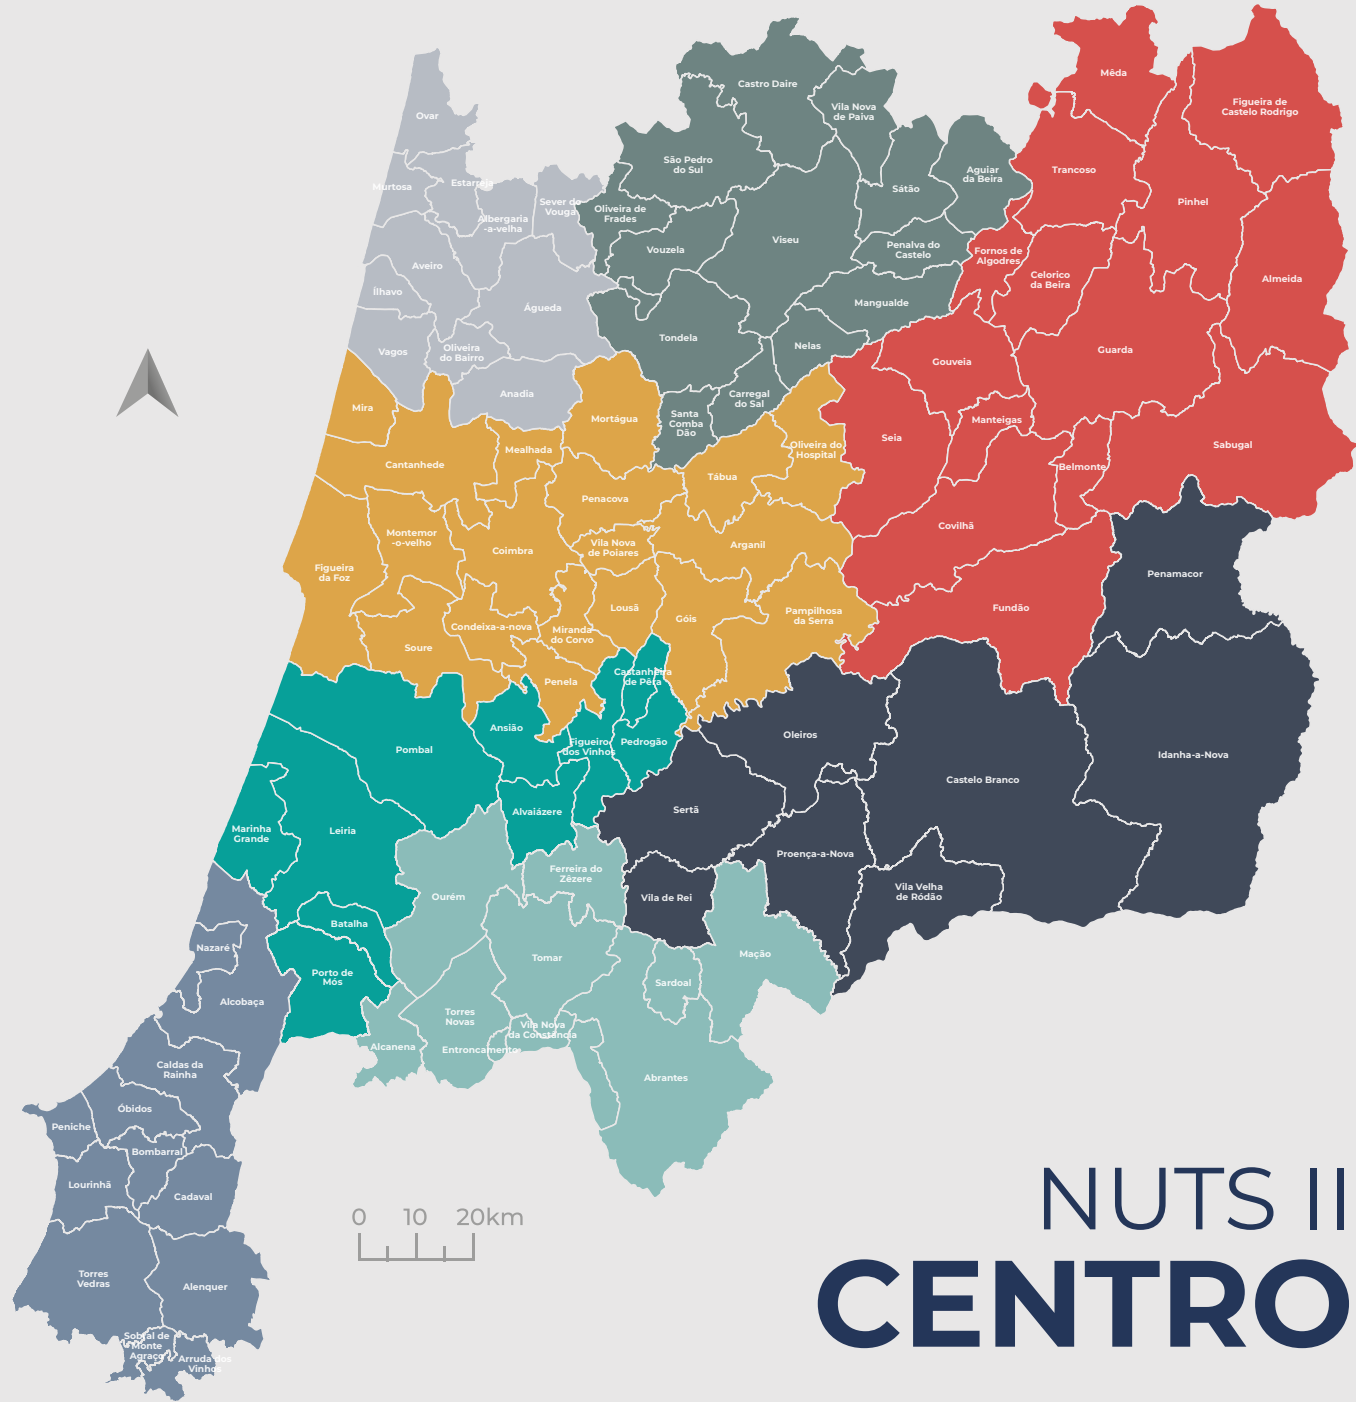 Mêda
Castro Daire
Figueira de
Castelo Rodrigo
Vila Nova
de Paiva
Ovar
São Pedro
do Sul
Aguiar
da Beira
Trancoso
Murtosa
Estarreja
Sátão
Sever do
Vouga
Pinhel
Albergaria
-a-velha
Oliveira de
Frades
Viseu
Vouzela
Penalva do
Castelo
Fornos de
Algodres
Aveiro
Celorico
da Beira
Almeida
Ílhavo
Águeda
Mangualde
Tondela
Nelas
Guarda
Vagos
Oliveira
do Bairro
Gouveia
Anadia
Carregal
do Sal
Mira
Mortágua
Santa
Comba
Dão
Manteigas
Seia
Sabugal
Mealhada
Oliveira do
Hospital
Cantanhede
Belmonte
Tábua
Penacova
Covilhã
Montemor
-o-velho
Coimbra
Vila Nova
de Poiares
Arganil
Figueira
da Foz
Penamacor
Lousã
Fundão
Góis
Pampilhosa
da Serra
Condeixa-a-nova
Miranda
do Corvo
Soure
Castanheira
de Pêra
Penela
Ansião
Oleiros
Figueiro
dos Vinhos
Pedrogão
Pombal
Idanha-a-Nova
Castelo Branco
Sertã
Alvaiázere
Marinha
Grande
Leiria
Proença-a-Nova
Ferreira do
Zêzere
Vila Velha
de Ródão
Ourém
Vila de Rei
Batalha
Nazaré
Mação
Tomar
Porto de
Mós
Sardoal
Alcobaça
Torres
Novas
Vila Nova
da Constância
Alcanena
Entroncamento
Caldas da
Rainha
Abrantes
Óbidos
Peniche
Bombarral
Lourinhã
Cadaval
0 10 20km
Torres
Vedras
Alenquer
Sobral de
Monte
Agraço
Arruda dos
Vinhos
NUTS II
CENTRO